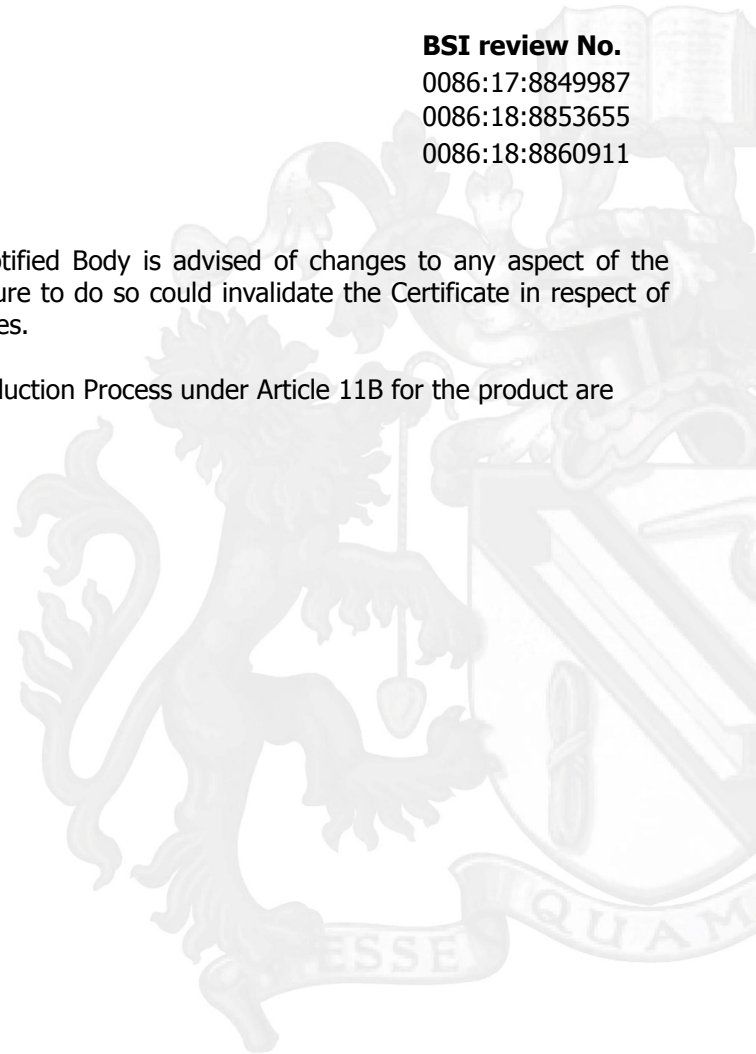 BSI review No.
0086:17:8849987
0086:18:8853655
0086:18:8860911
otified Body is advised of changes to any aspect of the
ure to do so could invalidate the Certificate in respect of
es.
duction Process under Article 11B for the product are
ESSE
QUAM